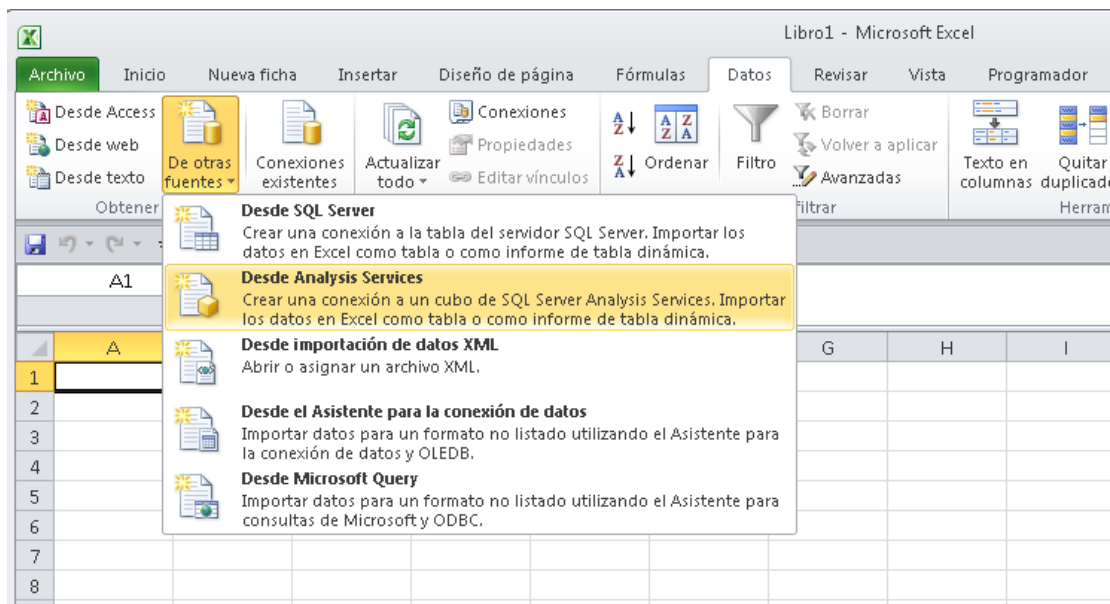 Libro1 - Microsoft Excel
Archivo Inicio Nueva ficha Insertar Diseño de página Fórmulas Datos Revisar Vista Programador
Desde Access
Desde web
Desde texto
De otras
fuentes
Conexiones
existentes
Actualizar
todo
Conexiones
Propiedades
Editar vínculos
Ordenar
Filtro
Borrar
Volver a aplicar
Avanzadas
Texto en
columnas
Quitar
duplicad
Obtener
filtrar
Herram
A1
Desde SQL Server
Crear una conexión a la tabla del servidor SQL Server. Importar los
datos en Excel como tabla o como informe de tabla dinámica.
Desde Analysis Services
Crear una conexión a un cubo de SQL Server Analysis Services. Importar
los datos en Excel como tabla o como informe de tabla dinámica.
Desde importación de datos XML
Abrir o asignar un archivo XML.
Desde el Asistente para la conexión de datos
Importar datos para un formato no listado utilizando el Asistente para
la conexión de datos y OLEDB.
Desde Microsoft Query
Importar datos para un formato no listado utilizando el Asistente para
consultas de Microsoft y ODBC.
A G H I
1
2
3
4
5
6
7
8